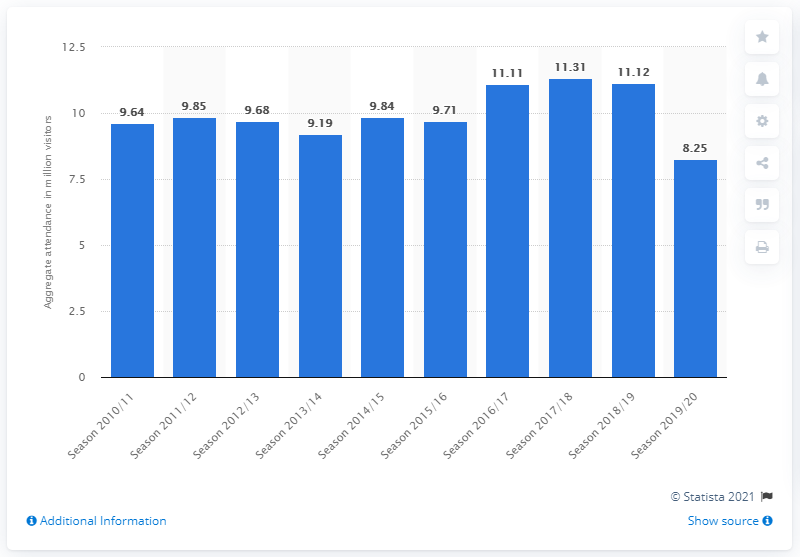 12.5
10
7.5
5
2.5
0
Aggregate attendance in million visitors
9.64
9.85
9.68
9.19
9.84
9.71
11.11
11.31
11.12
8.25
Season 2010/11
Season 2011/12
Season 2012/13
Season 2013/14
Season 2014/15
Season 2015/16
Season 2016/17
Season 2017/18
Season 2018/19
Season 2019/20
© Statista 2021
Additional Information
Show source